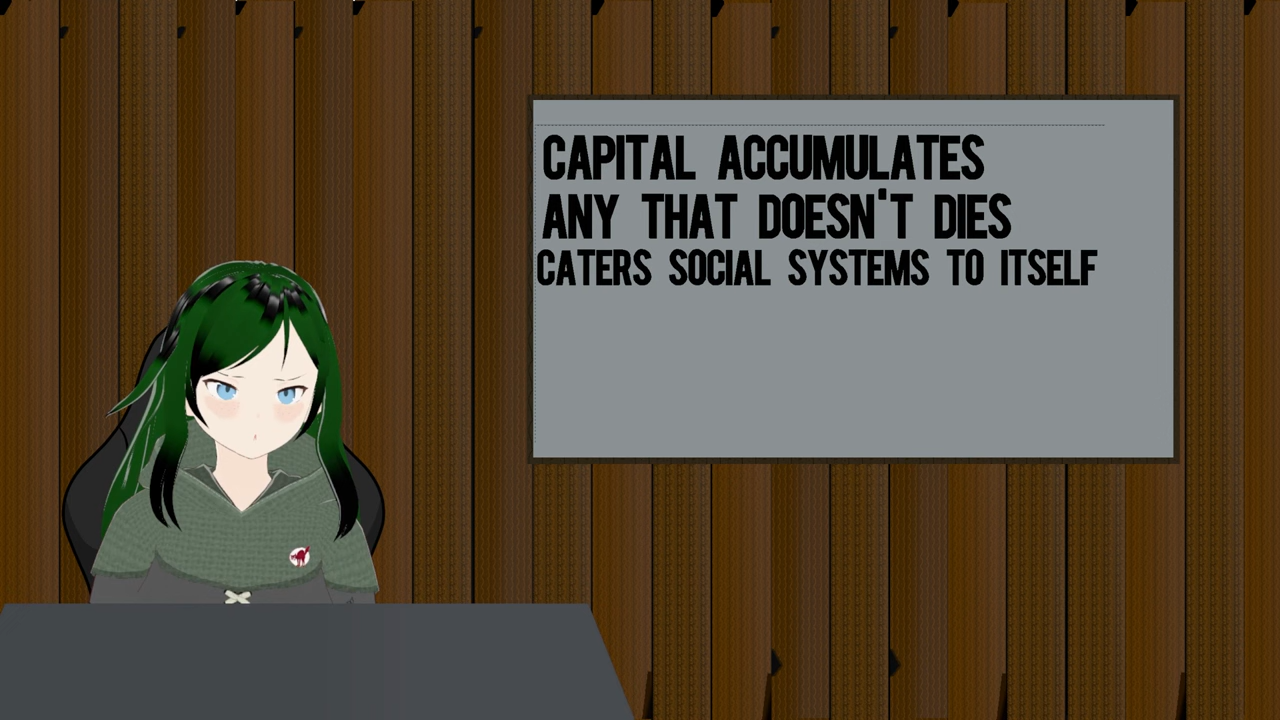 CAPITAL ACCUMULATES
ANY THAT DOESN'T DIES
CATERS SOCIAL SYSTEMS TO ITSELF